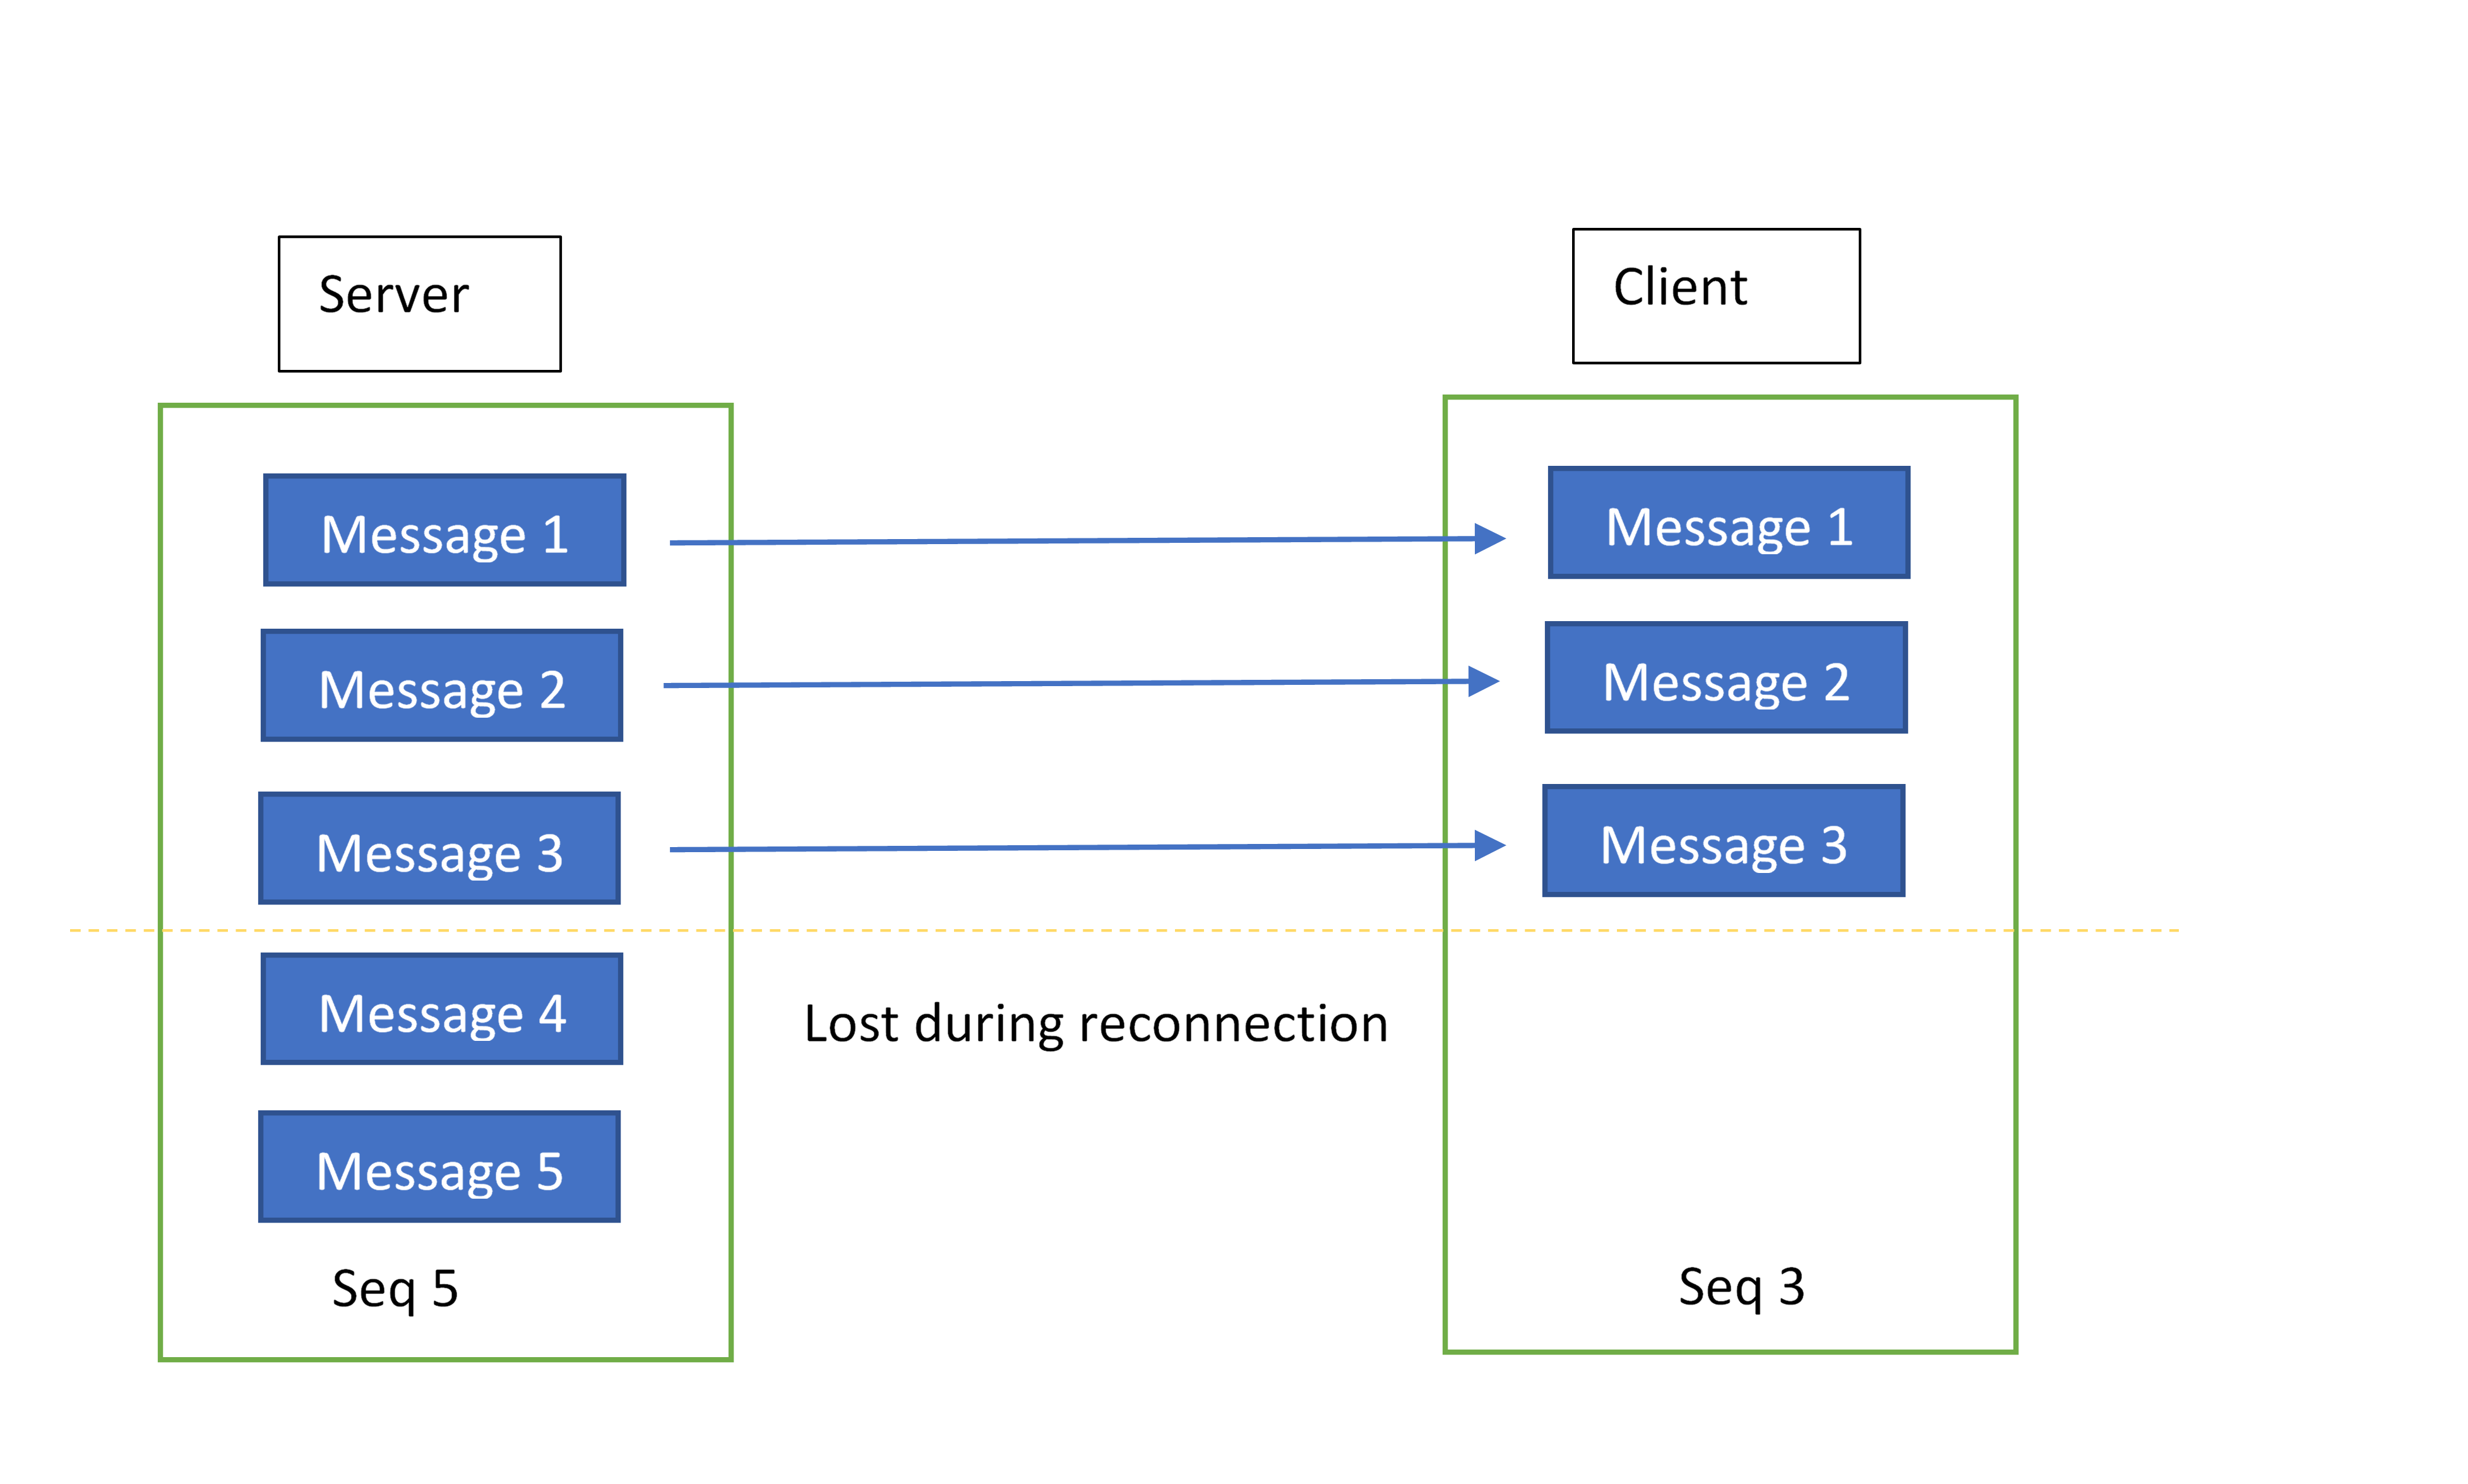 Server
Client
Message 1
Message 1
Message 2
Message 2
Message 3
Message 3
Message 4
Lost during reconnection
Message 5
Seq 5
Seq 3